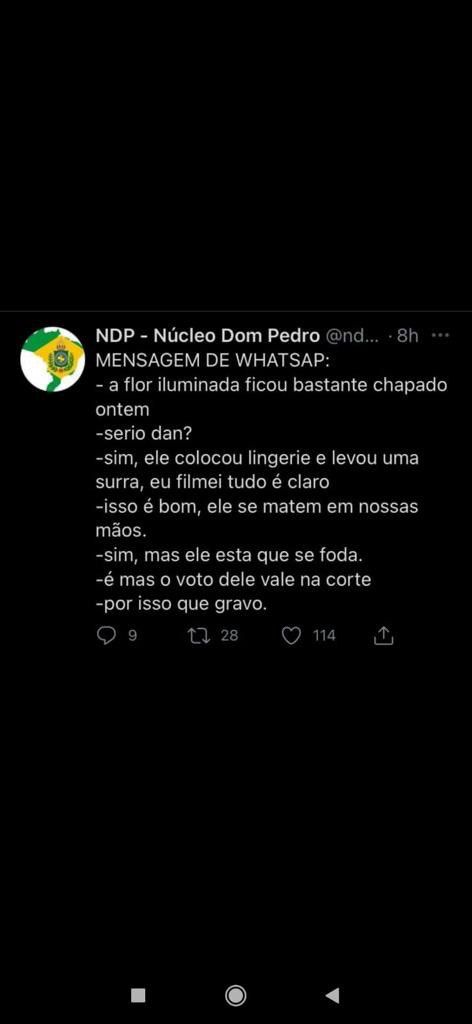 NDP - Núcleo Dom Pedro @nd... · 8h
MENSAGEM DE WHATSAP:
- a flor iluminada ficou bastante chapado
ontem
-serio dan?
-sim, ele colocou lingerie e levou uma
surra, eu filmei tudo é claro
-isso é bom, ele se matem em nossas
mãos.
-sim, mas ele esta que se foda.
-é mas o voto dele vale na corte
-por isso que gravo.
9 28 114